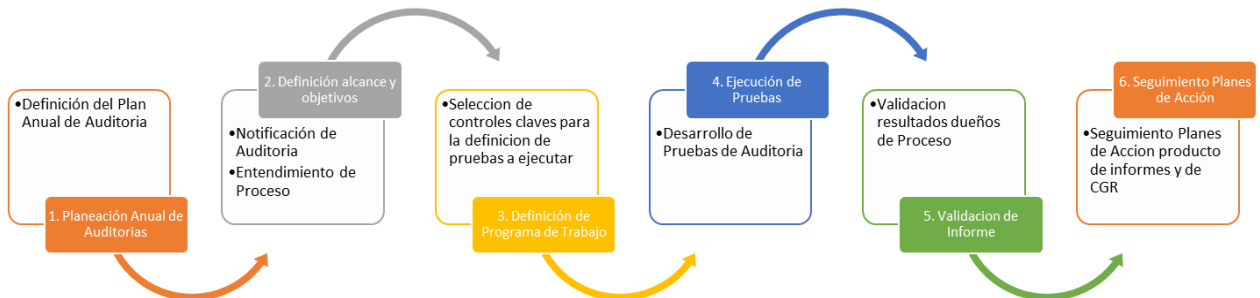 •Definición del Plan
Anual de Auditoria
1. Planeación Anual de
Auditorias
2. Definición alcance y
objetivos
•Notificación de
Auditoria
•Entendimiento de
Proceso
•Seleccion de
controles claves para
la definicion de
pruebas a ejecutar
3. Definición de
Programa de Trabajo
4. Ejecución de
Pruebas
•Desarrollo de
Pruebas de Auditoria
•Validacion
resultados dueños
de Proceso
5. Validacion de
Informe
6. Seguimiento Planes
de Acción
•Seguimiento Planes
de Accion producto
de informes y de
CGR